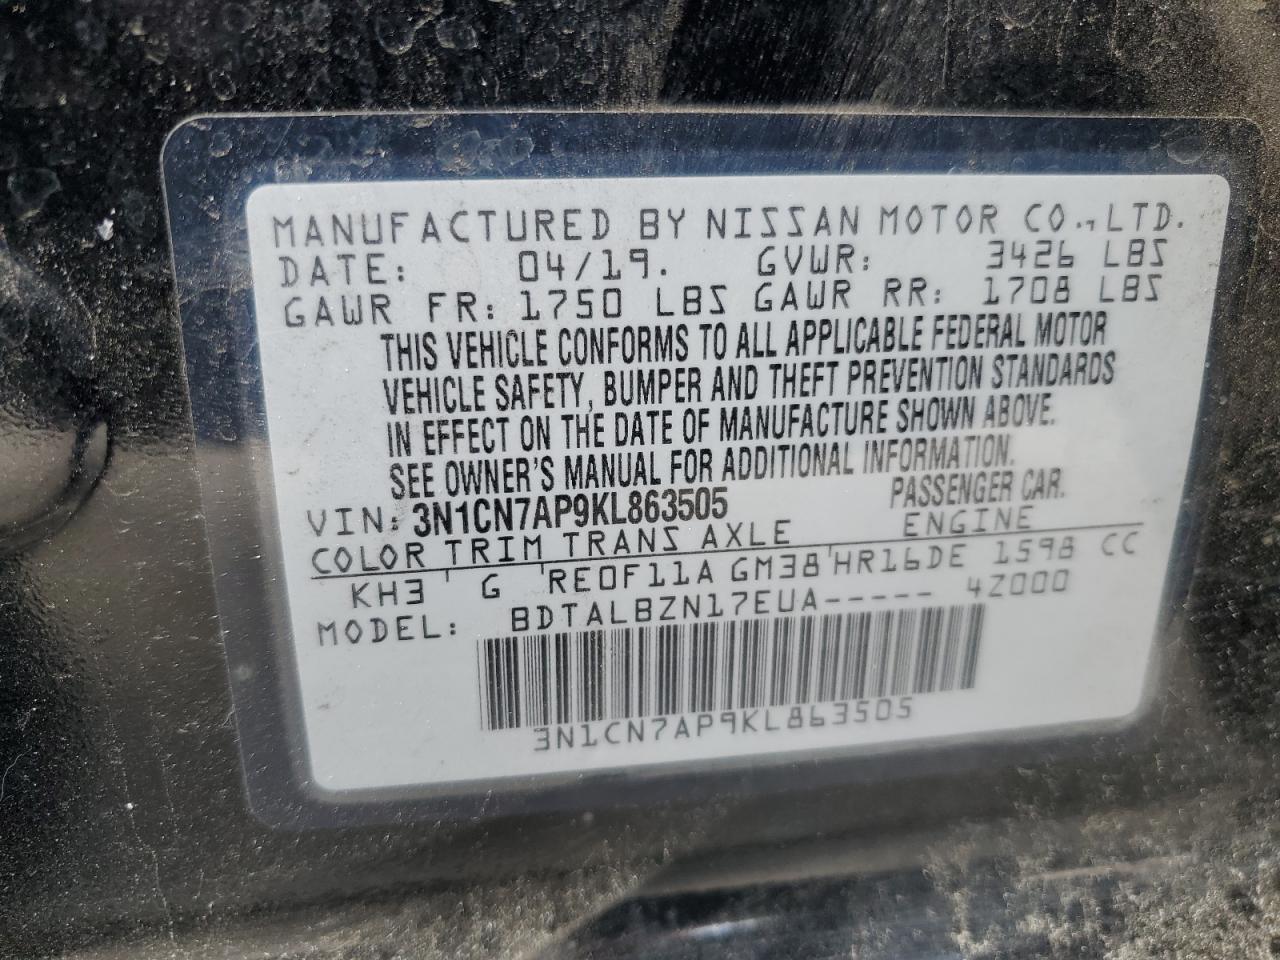 MANUFACTURED BY NISSAN MOTOR CO.,LTD.
DATE: 04/19. GVWR: 3426 LBS
GAWR FR: 1750 LBS GAWR RR: 1708 LBS
THIS VEHICLE CONFORMS TO ALL APPLICABLE FEDERAL MOTOR
VEHICLE SAFETY, BUMPER AND THEFT PREVENTION STANDARDS
IN EFFECT ON THE DATE OF MANUFACTURE SHOWN ABOVE.
SEE OWNER'S MANUAL FOR ADDITIONAL INFORMATION.
VIN: 3N1CN7AP9KL863505 PASSENGER CAR.
COLOR TRIM TRANS AXLE ENGINE
KH3 G RE0F11A GM38 HR16DE 1598 CC
MODEL: BDTALBZN17EUA----- 4Z000
3N1CN7AP9KL863505